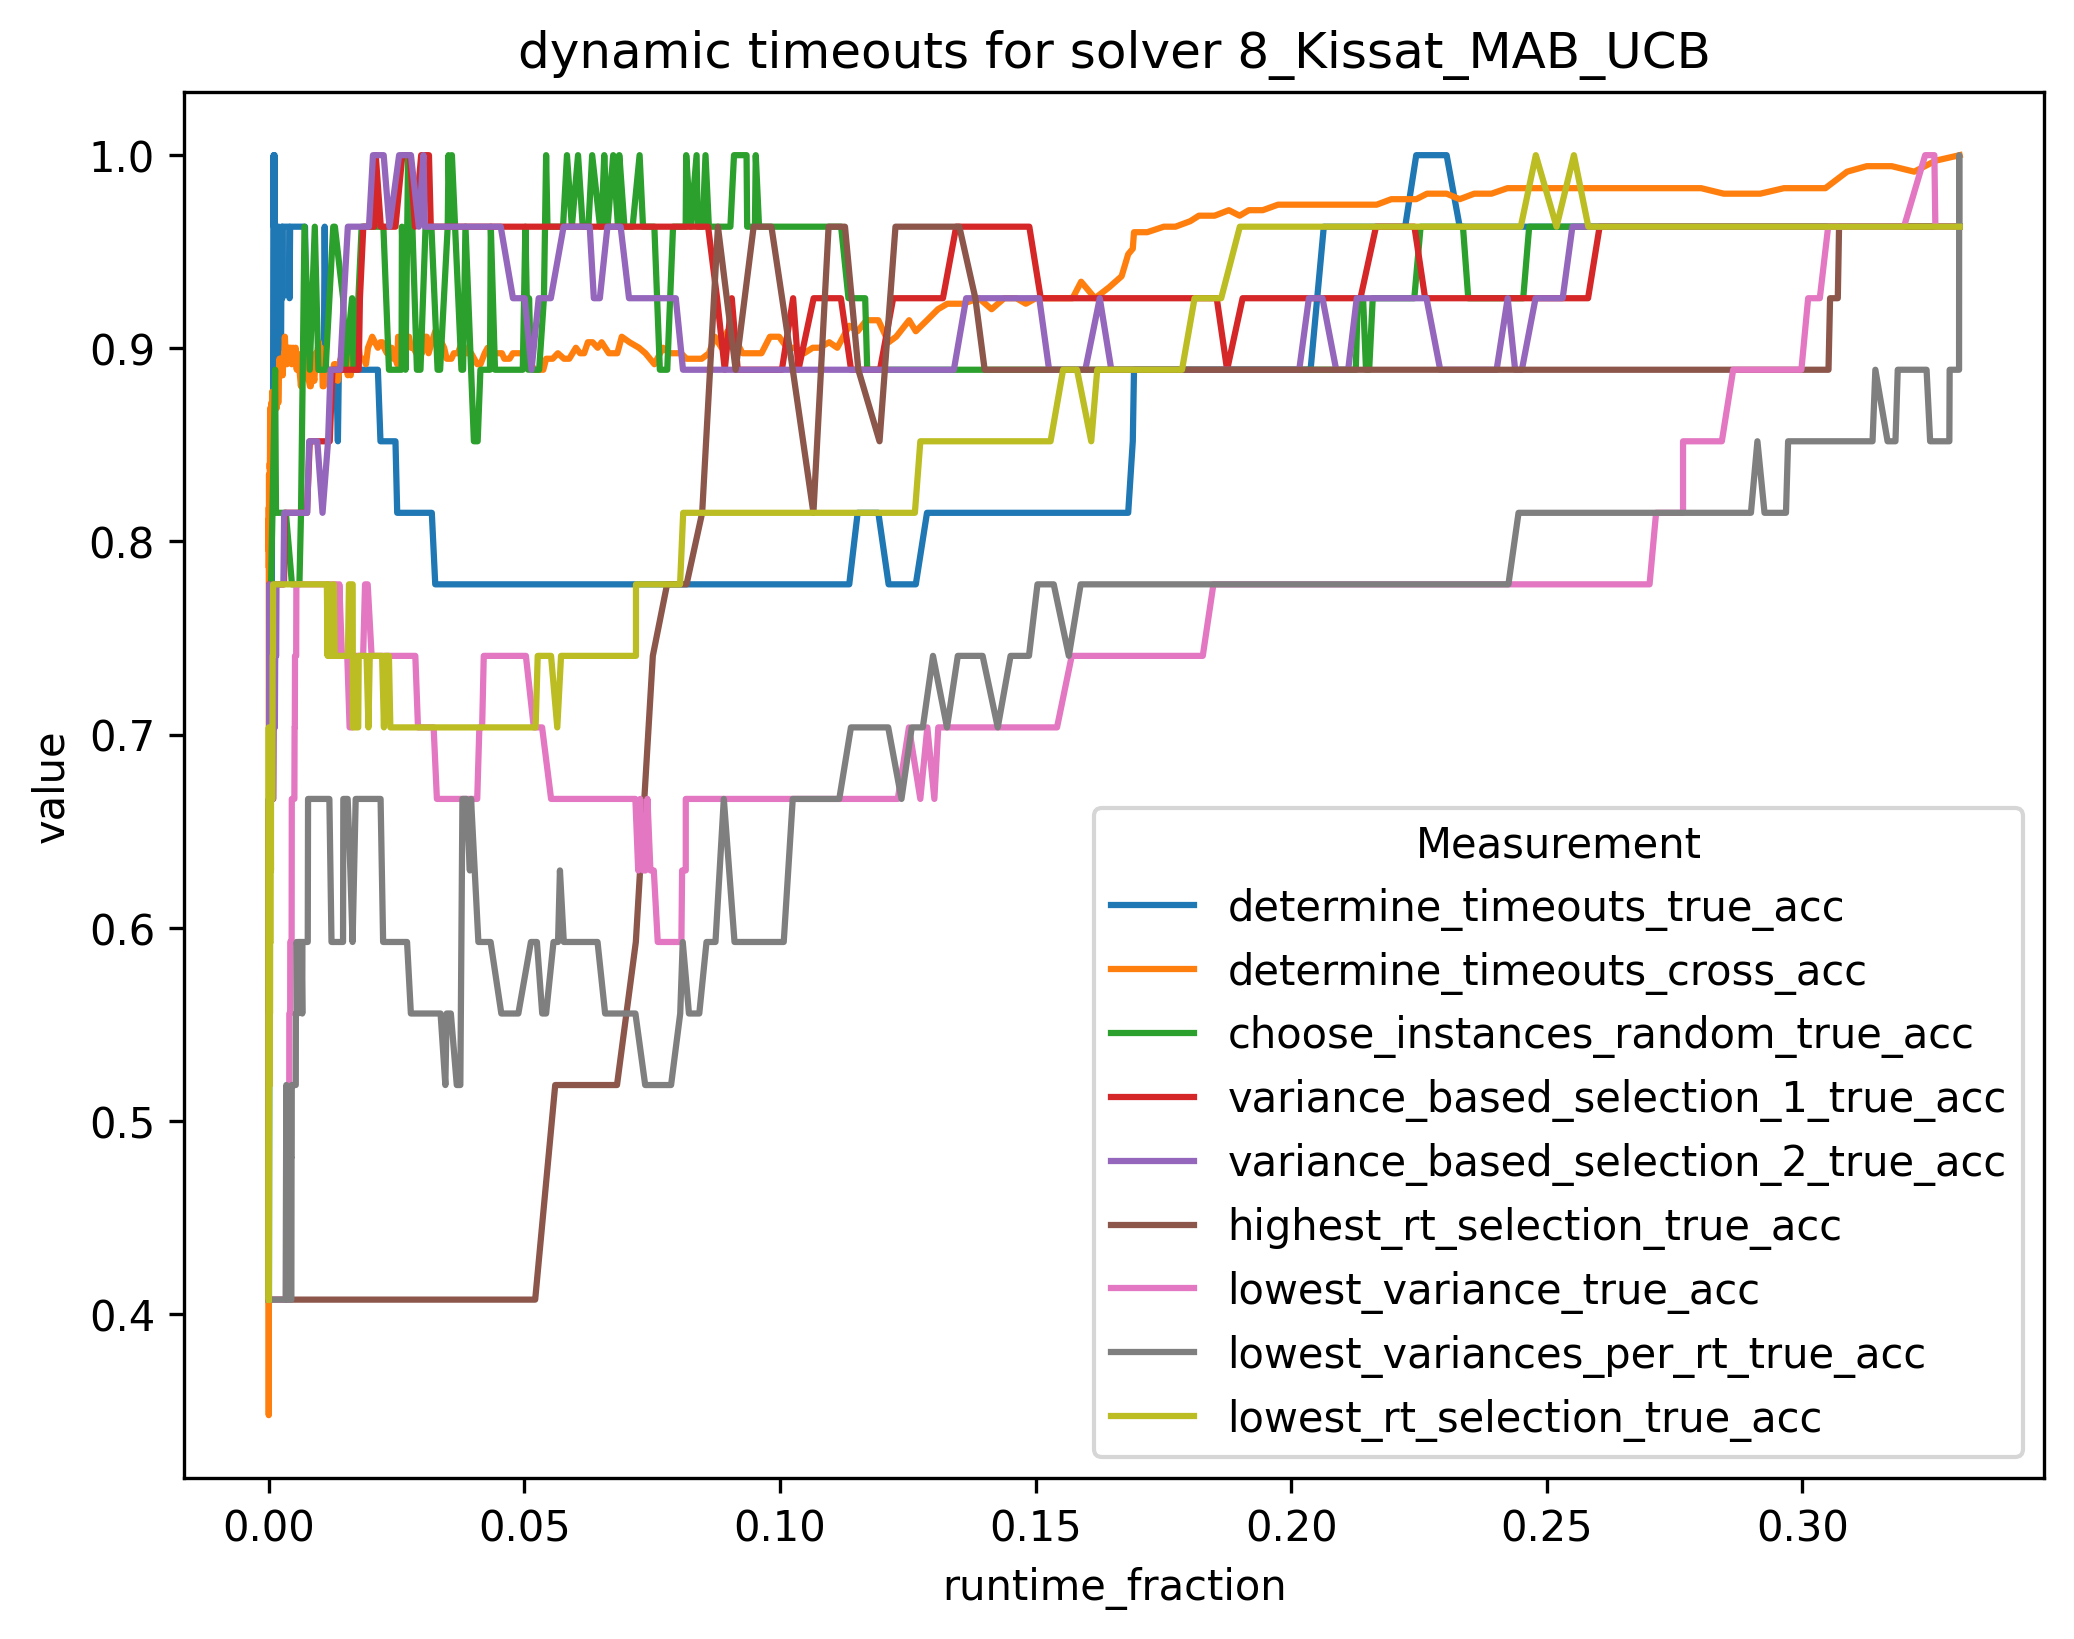 dynamic timeouts for solver 8_Kissat_MAB_UCB
1.0
0.9
0.8
0.7
0.6
0.5
0.4
value
Measurement
determine_timeouts_true_acc
determine_timeouts_cross_acc
choose_instances_random_true_acc
variance_based_selection_1_true_acc
variance_based_selection_2_true_acc
highest_rt_selection_true_acc
lowest_variance_true_acc
lowest_variances_per_rt_true_acc
lowest_rt_selection_true_acc
0.00 0.05 0.10 0.15 0.20 0.25 0.30
runtime_fraction